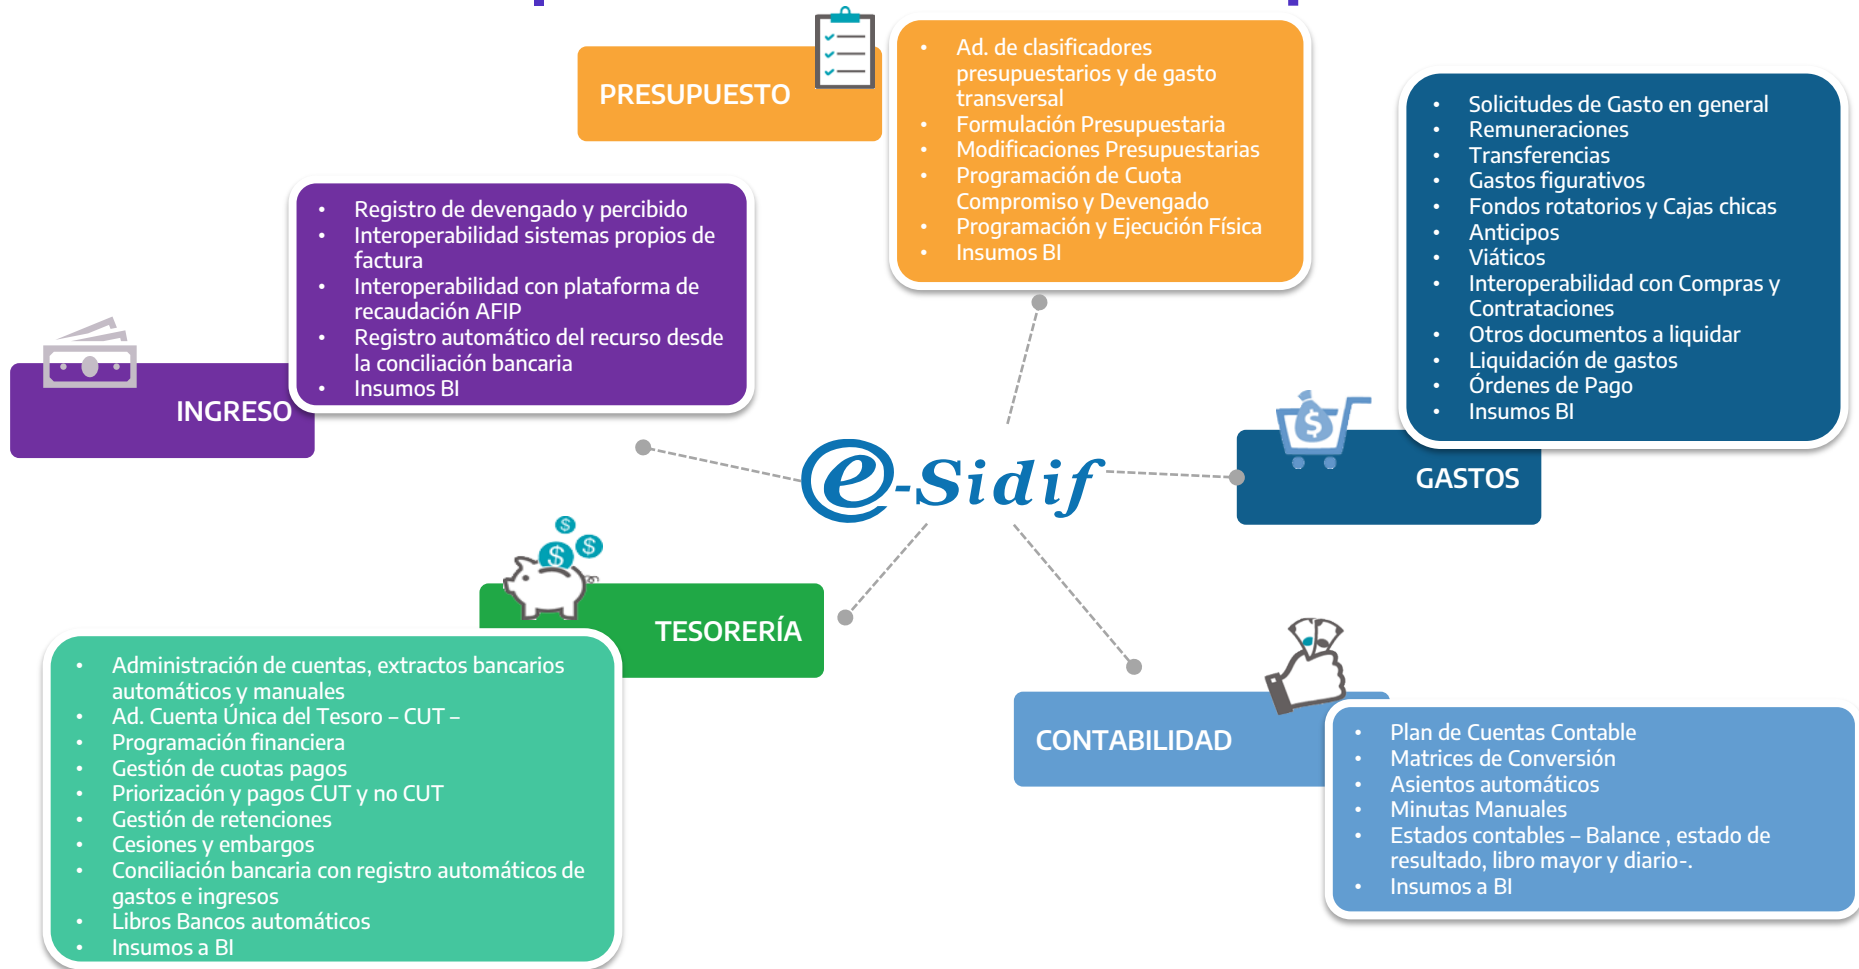 PRESUPUESTO
• Ad. de clasificadores
presupuestarios y de gasto
transversal
• Formulación Presupuestaria
• Modificaciones Presupuestarias
• Programación de Cuota
Compromiso y Devengado
• Programación y Ejecución Física
• Insumos BI
• Solicitudes de Gasto en general
• Remuneraciones
• Transferencias
• Gastos figurativos
• Fondos rotatorios y Cajas chicas
• Anticipos
• Viáticos
• Interoperabilidad con Compras y
Contrataciones
• Otros documentos a liquidar
• Liquidación de gastos
• Órdenes de Pago
• Insumos BI
GASTOS
• Registro de devengado y percibido
• Interoperabilidad sistemas propios de
factura
• Interoperabilidad con plataforma de
recaudación AFIP
• Registro automático del recurso desde
la conciliación bancaria
• Insumos BI
INGRESO
e-Sidif
TESORERÍA
• Administración de cuentas, extractos bancarios
automáticos y manuales
• Ad. Cuenta Única del Tesoro – CUT –
• Programación financiera
• Gestión de cuotas pagos
• Priorización y pagos CUT y no CUT
• Gestión de retenciones
• Cesiones y embargos
• Conciliación bancaria con registro automáticos de
gastos e ingresos
• Libros Bancos automáticos
• Insumos a BI
CONTABILIDAD
• Plan de Cuentas Contable
• Matrices de Conversión
• Asientos automáticos
• Minutas Manuales
• Estados contables – Balance , estado de
resultado, libro mayor y diario-.
• Insumos a BI